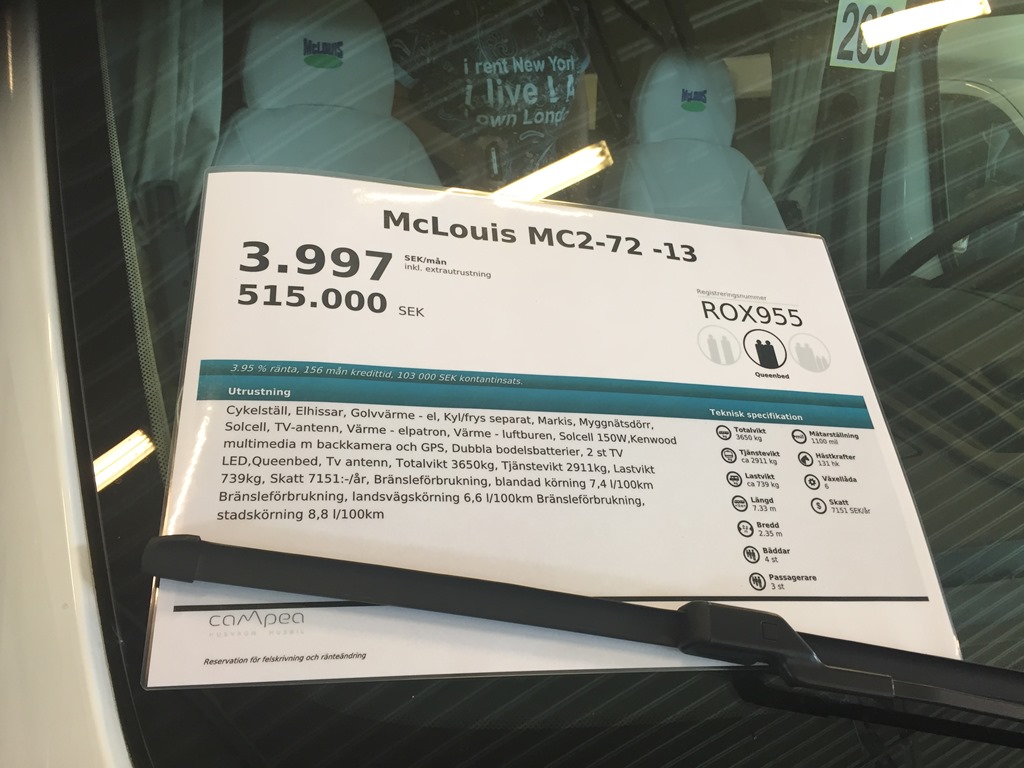 McLouis
i rent New York
i live L A
own Lond
McLouis
260
McLouis MC2-72 -13
3.997 SEK/mån
inkl. extrautrustning
515.000 SEK
Registreringsnummer
ROX955
Queenbed
3.95 % ränta, 156 mån kredittid, 103 000 SEK kontantinsats.
Utrustning
Cykelställ, Elhissar, Golvvärme - el, Kyl/frys separat, Markis, Myggnätsdörr,
Solcell, TV-antenn, Värme - elpatron, Värme - luftburen, Solcell 150W,Kenwood
multimedia m backkamera och GPS, Dubbla bodelsbatterier, 2 st TV
LED,Queenbed, Tv antenn, Totalvikt 3650kg, Tjänstevikt 2911kg, Lastvikt
739kg, Skatt 7151:-/år, Bränsleförbrukning, blandad körning 7,4 l/100km
Bränsleförbrukning, landsvägskörning 6,6 l/100km Bränsleförbrukning,
stadskörning 8,8 l/100km
Teknisk specifikation
Totalvikt
3650 kg
Tjänstevikt
ca 2911 kg
Lastvikt
ca 739 kg
Längd
7.33 m
Bredd
2.35 m
Bäddar
4 st
Passagerare
3 st
Mätarställning
1100 mil
Hästkrafter
131 hk
Växellåda
6
Skatt
7151 SEK/år
campea
Reservation för felskrivning och ränteändring